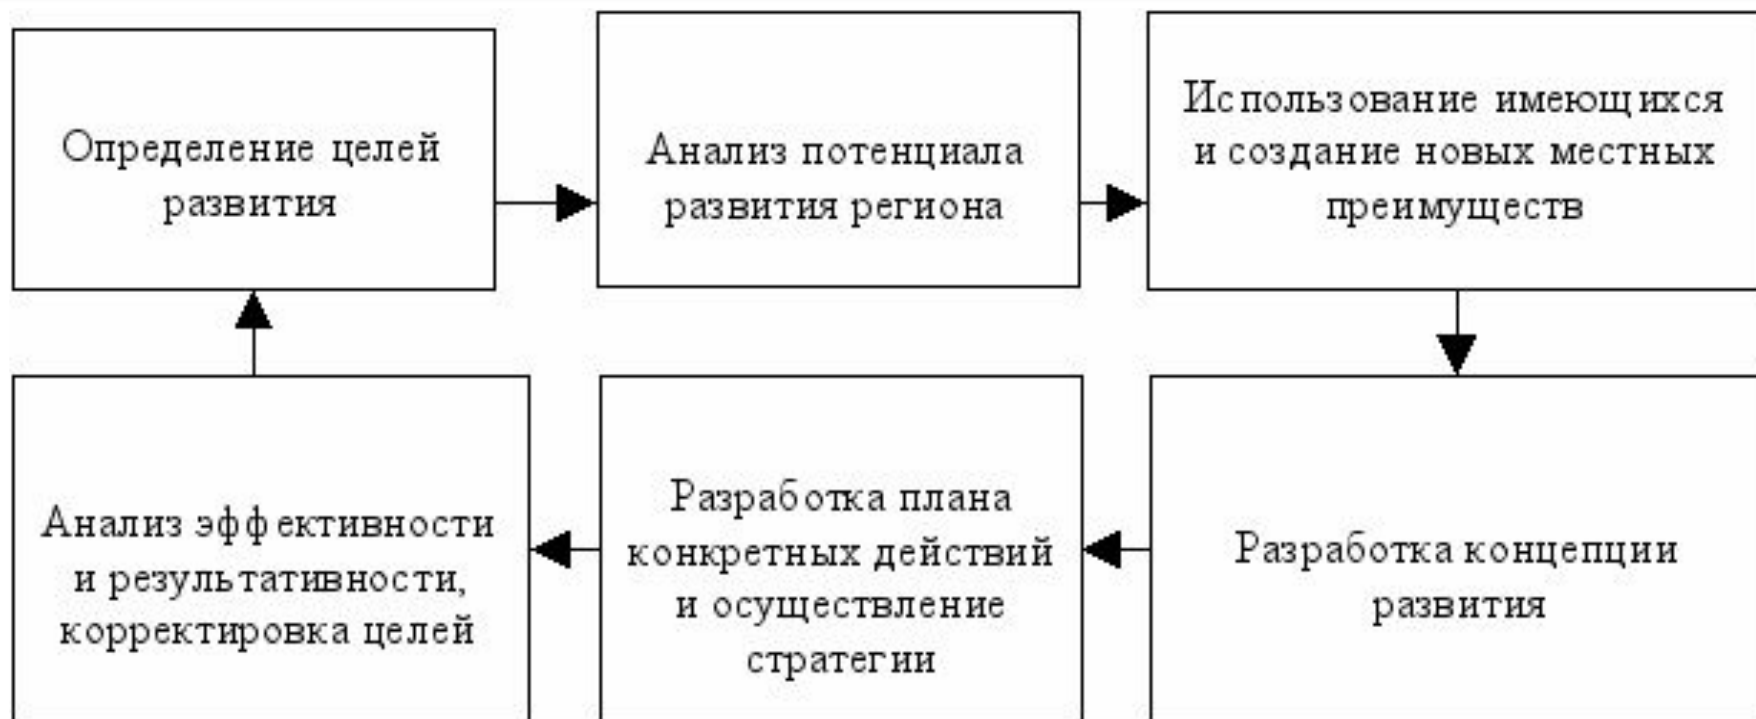 Определение целей
развития
Анализ потенциала
развития региона
Использование имеющихся
и создание новых местных
преимуществ
Разработка концепции
развития
Разработка плана
конкретных действий
и осуществление
стратегии
Анализ эффективности
и результативности,
корректировка целей